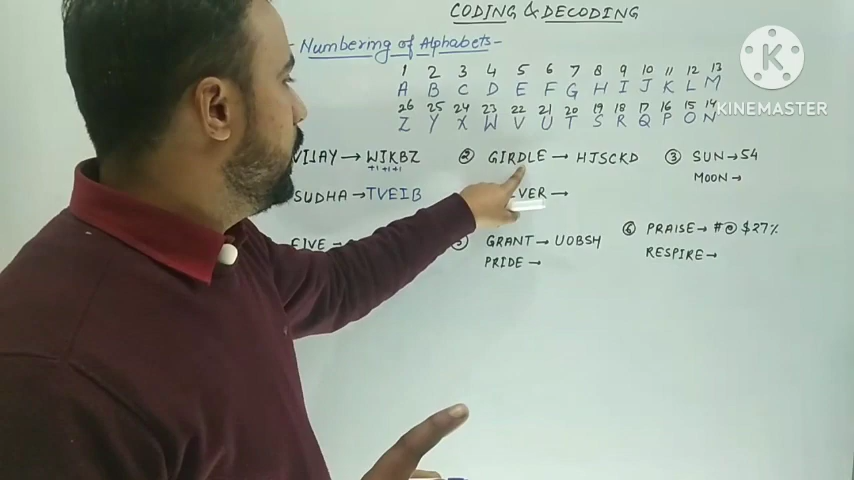 CODING & DECODING
- Numbering of Alphabets -
1 2 3 4 5 6 7 8 9 10 11 12 13
A B C D E F G H I J K L M
26 25 24 23 22 21 20 19 18 17 16 15 14
Z Y X W V U T S R Q P O N
KINEMASTER
VIJAY → WJKBZ
+1 +1 +1
SUDHA → TVEIB
② GIRDLE → HJSCKD
VER →
③ SUN → 54
MOON →
FIVE →
GRANT → UOBSH
PRIDE →
⑥ PRAISE → #@$27%
RESPIRE →